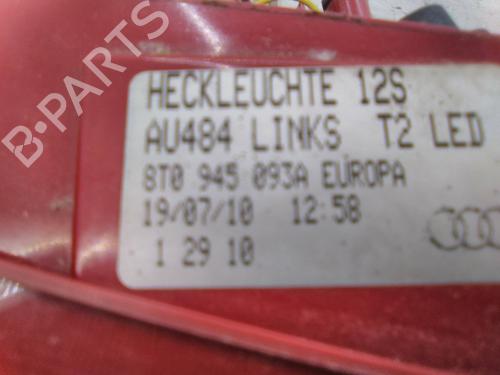 B-PARTS
HECKLEUCHTE 12S
AU484 LINKS T2 LED
8T0 945 093A EUROPA
19/07/10 12:58
1 29 10